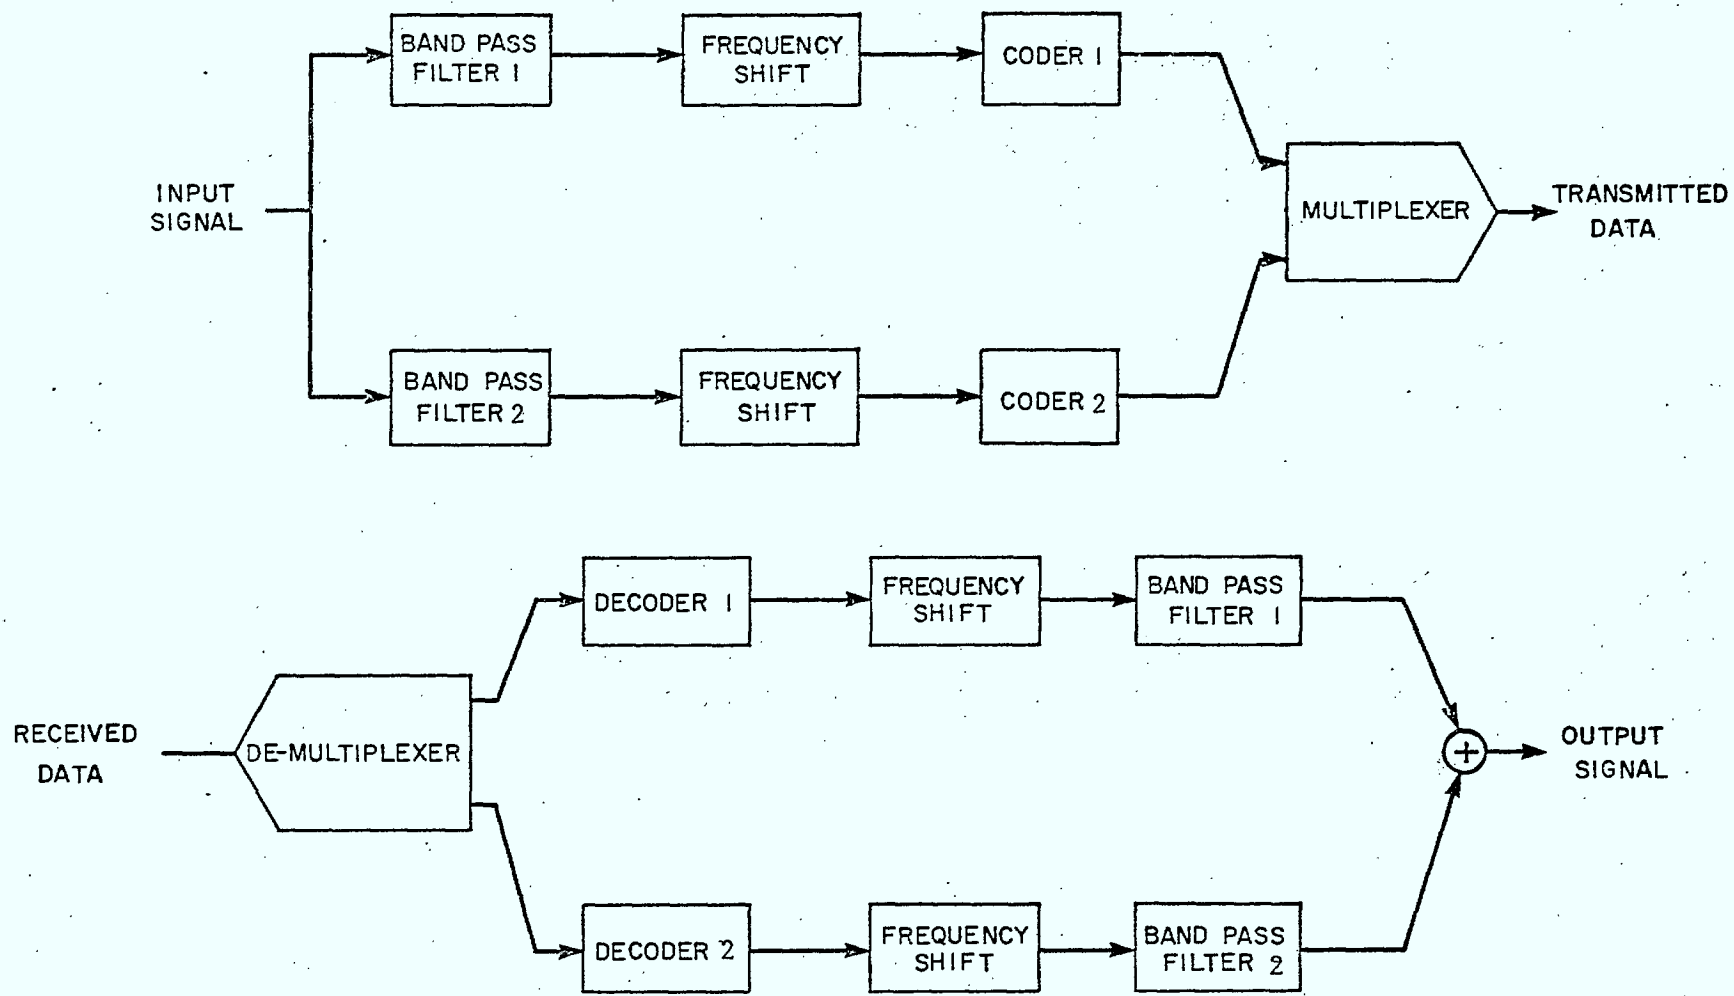 BAND PASS
FILTER 1
FREQUENCY
SHIFT
CODER 1
INPUT
SIGNAL
MULTIPLEXER
TRANSMITTED
DATA
BAND PASS
FILTER 2
FREQUENCY
SHIFT
CODER 2
DECODER 1
FREQUENCY
SHIFT
BAND PASS
FILTER 1
RECEIVED
DATA
DE-MULTIPLEXER
+
OUTPUT
SIGNAL
DECODER 2
FREQUENCY
SHIFT
BAND PASS
FILTER 2